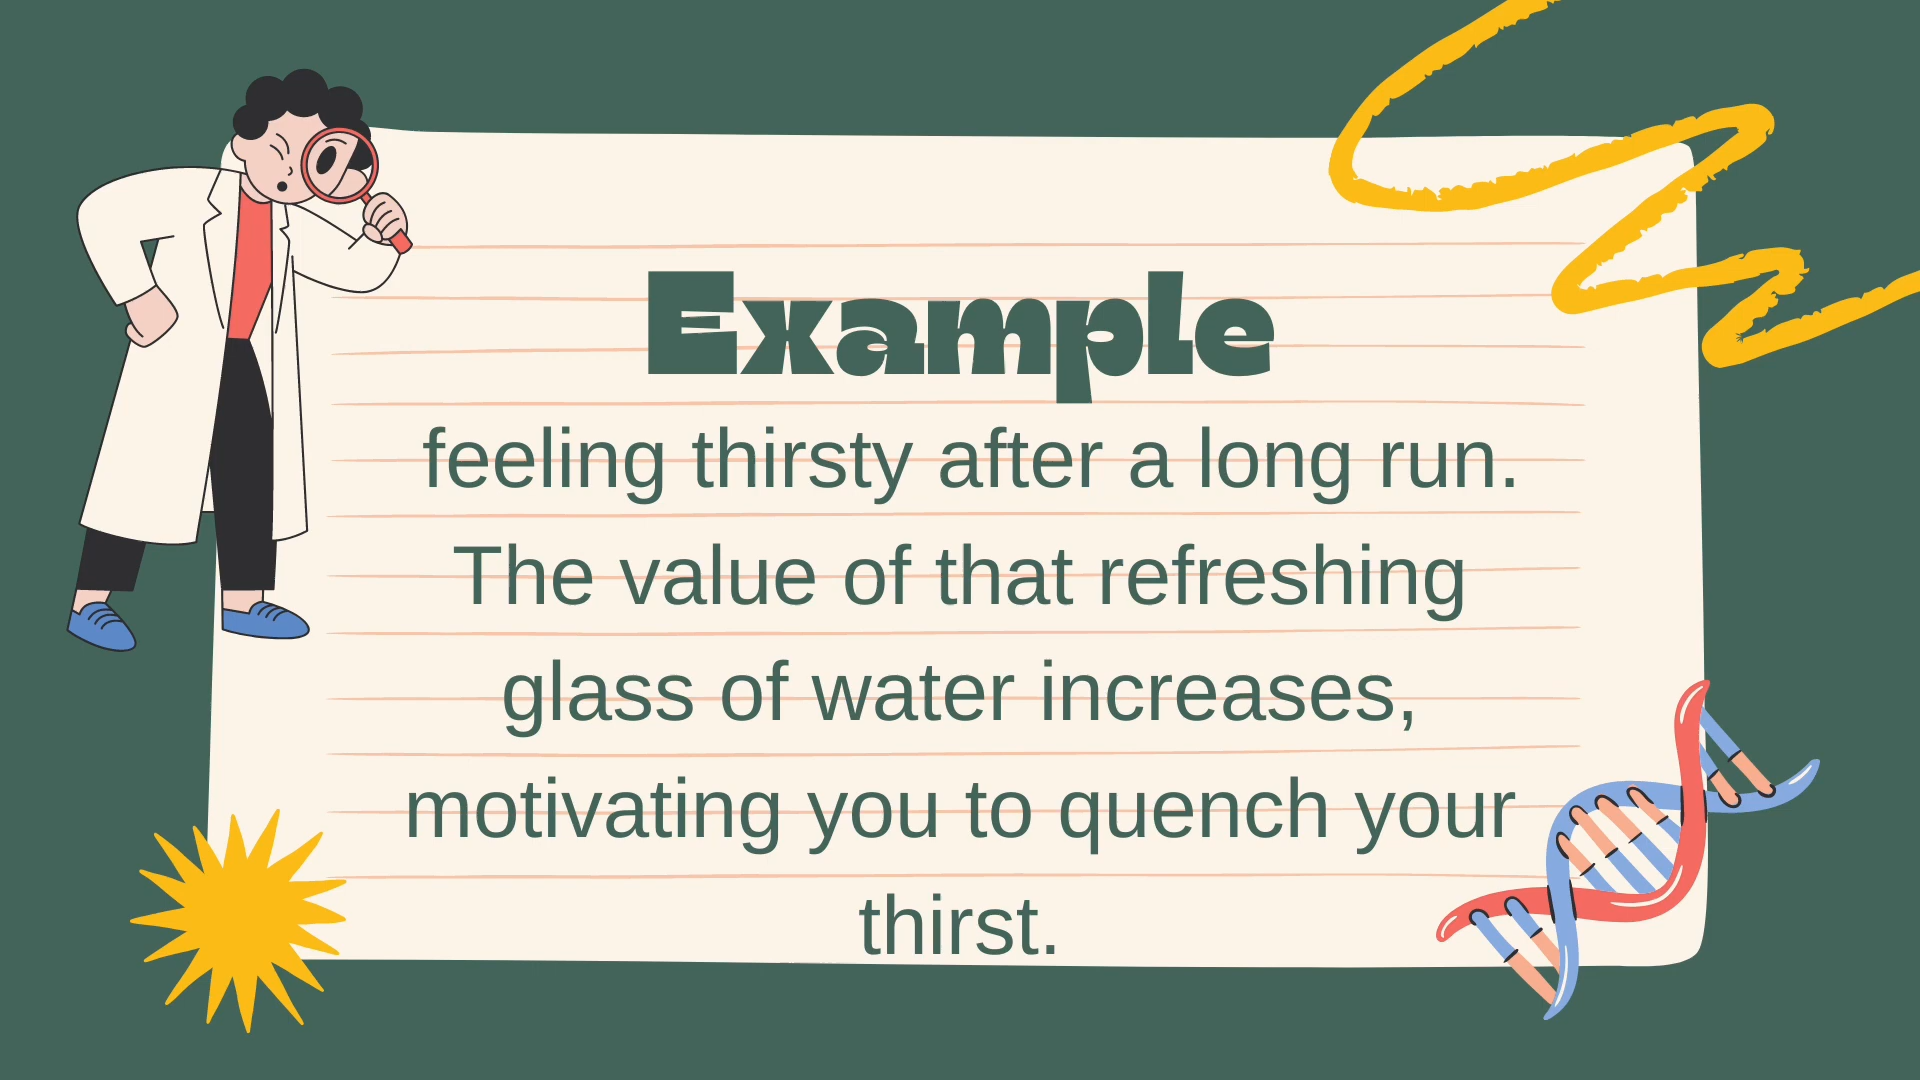 Example
feeling thirsty after a long run.
The value of that refreshing
glass of water increases,
motivating you to quench your
thirst.